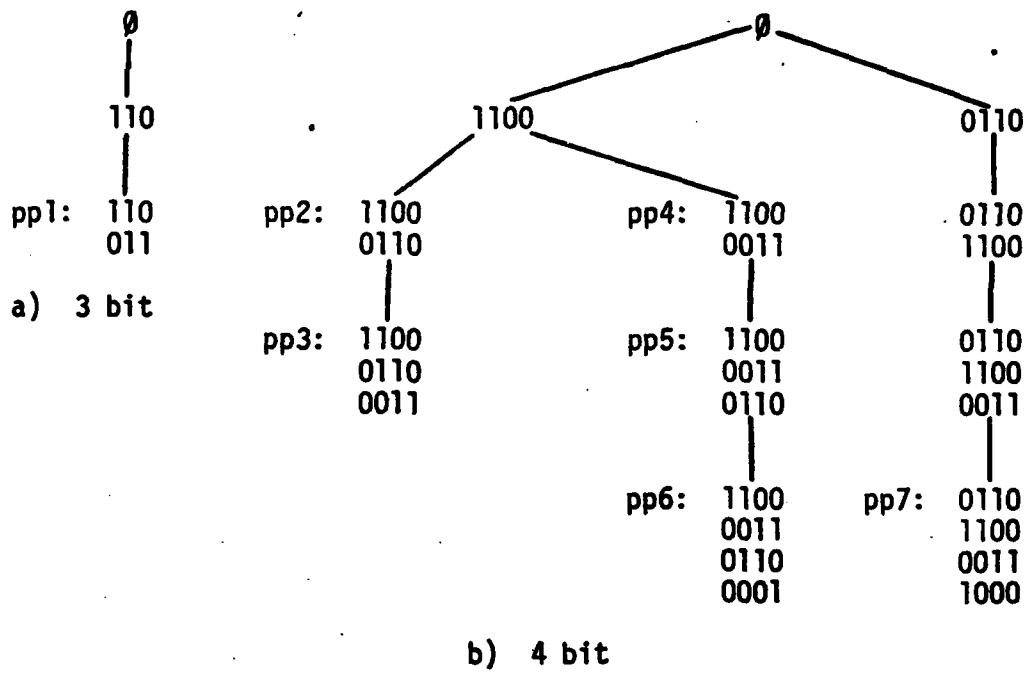 Ø Ø
110 1100 0110
pp1: 110 pp2: 1100 pp4: 1100 0110
011 0110 0011 1100
a) 3 bit
pp3: 1100 pp5: 1100 0110
0110 0011 1100
0011 0110 0011
pp6: 1100 pp7: 0110
0011 1100
0110 0011
0001 1000
b) 4 bit